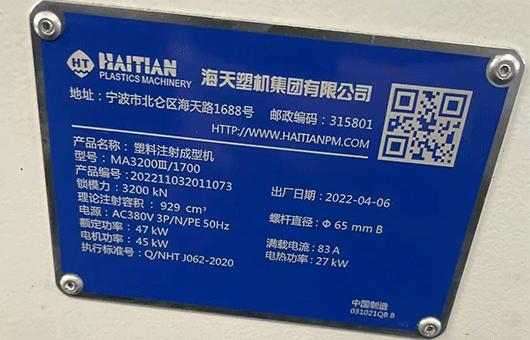 HT HAITIAN
PLASTICS MACHINERY
海天塑机集团有限公司
地址：宁波市北仑区海天路1688号 邮政编码：315801
HTTP://WWW.HAITIANPM.COM
产品名称：塑料注射成型机
型号：MA3200Ⅲ/1700
产品编号：202211032011073 出厂日期：2022-04-06
锁模力：3200 kN
理论注射容积：929 cm³ 螺杆直径：Φ 65 mm B
电源：AC380V 3P/N/PE 50Hz
额定功率：47 kW 满载电流：83 A
电机功率：45 kW 电热功率：27 kW
执行标准号：Q/NHT J062-2020
中国制造
031021QB B